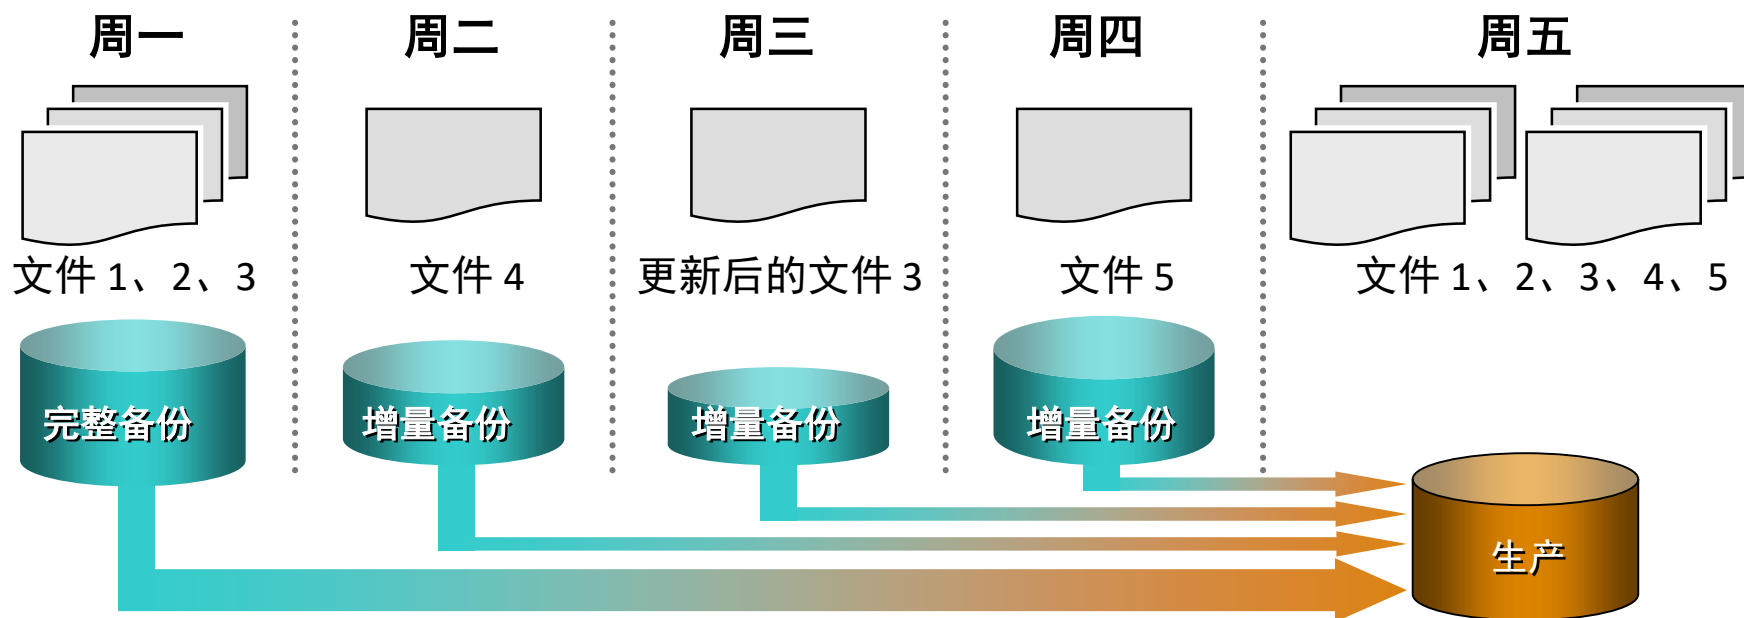 周一
周二
周三
周四
周五
文件 1、2、3
文件 4
更新后的文件 3
文件 5
文件 1、2、3、4、5
完整备份
增量备份
增量备份
增量备份
生产